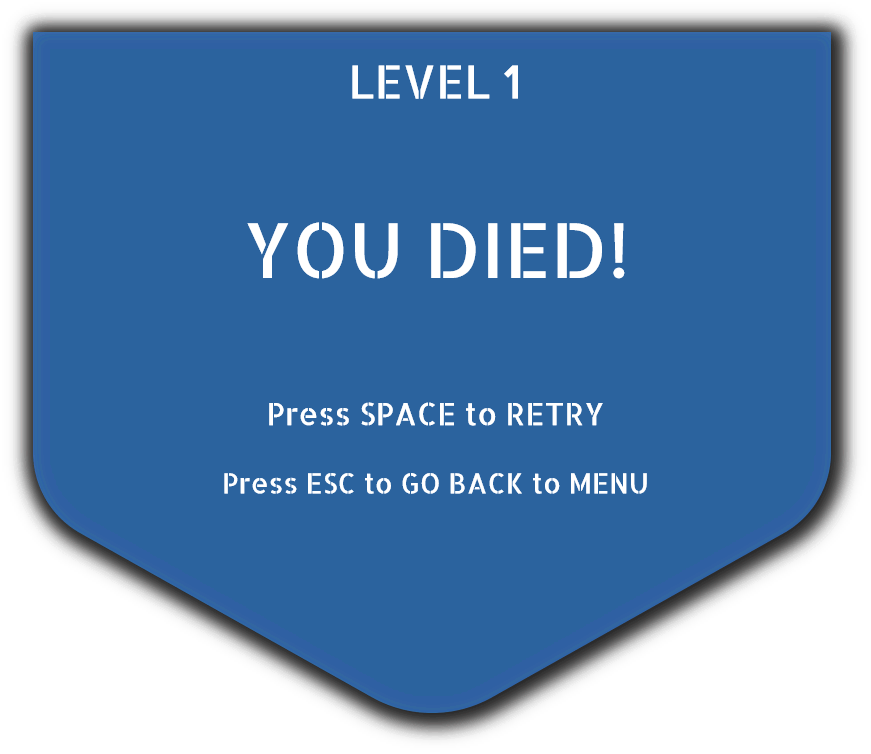 LEVEL 1
YOU DIED!
Press SPACE to RETRY
Press ESC to GO BACK to MENU